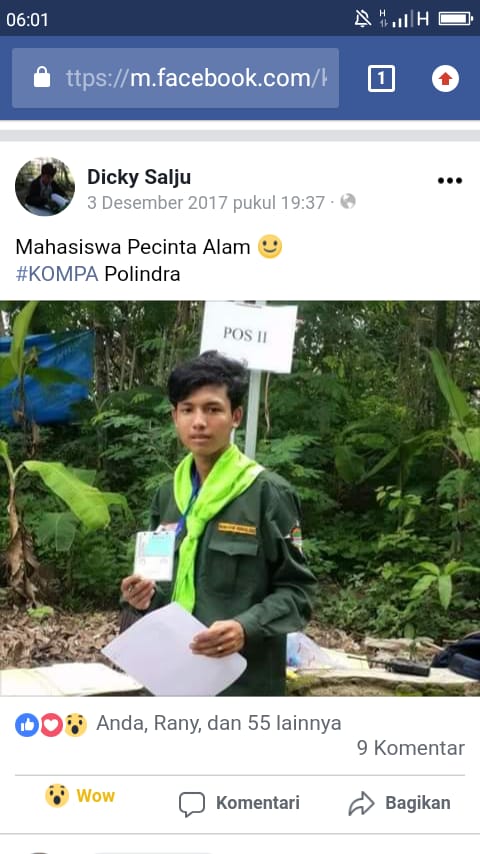 06:01
H
H
ttps://m.facebook.com/
1
Dicky Salju
3 Desember 2017 pukul 19:37 ·
Mahasiswa Pecinta Alam
#KOMPA Polindra
POS II
Anda, Rany, dan 55 lainnya
9 Komentar
Wow
Komentari
Bagikan